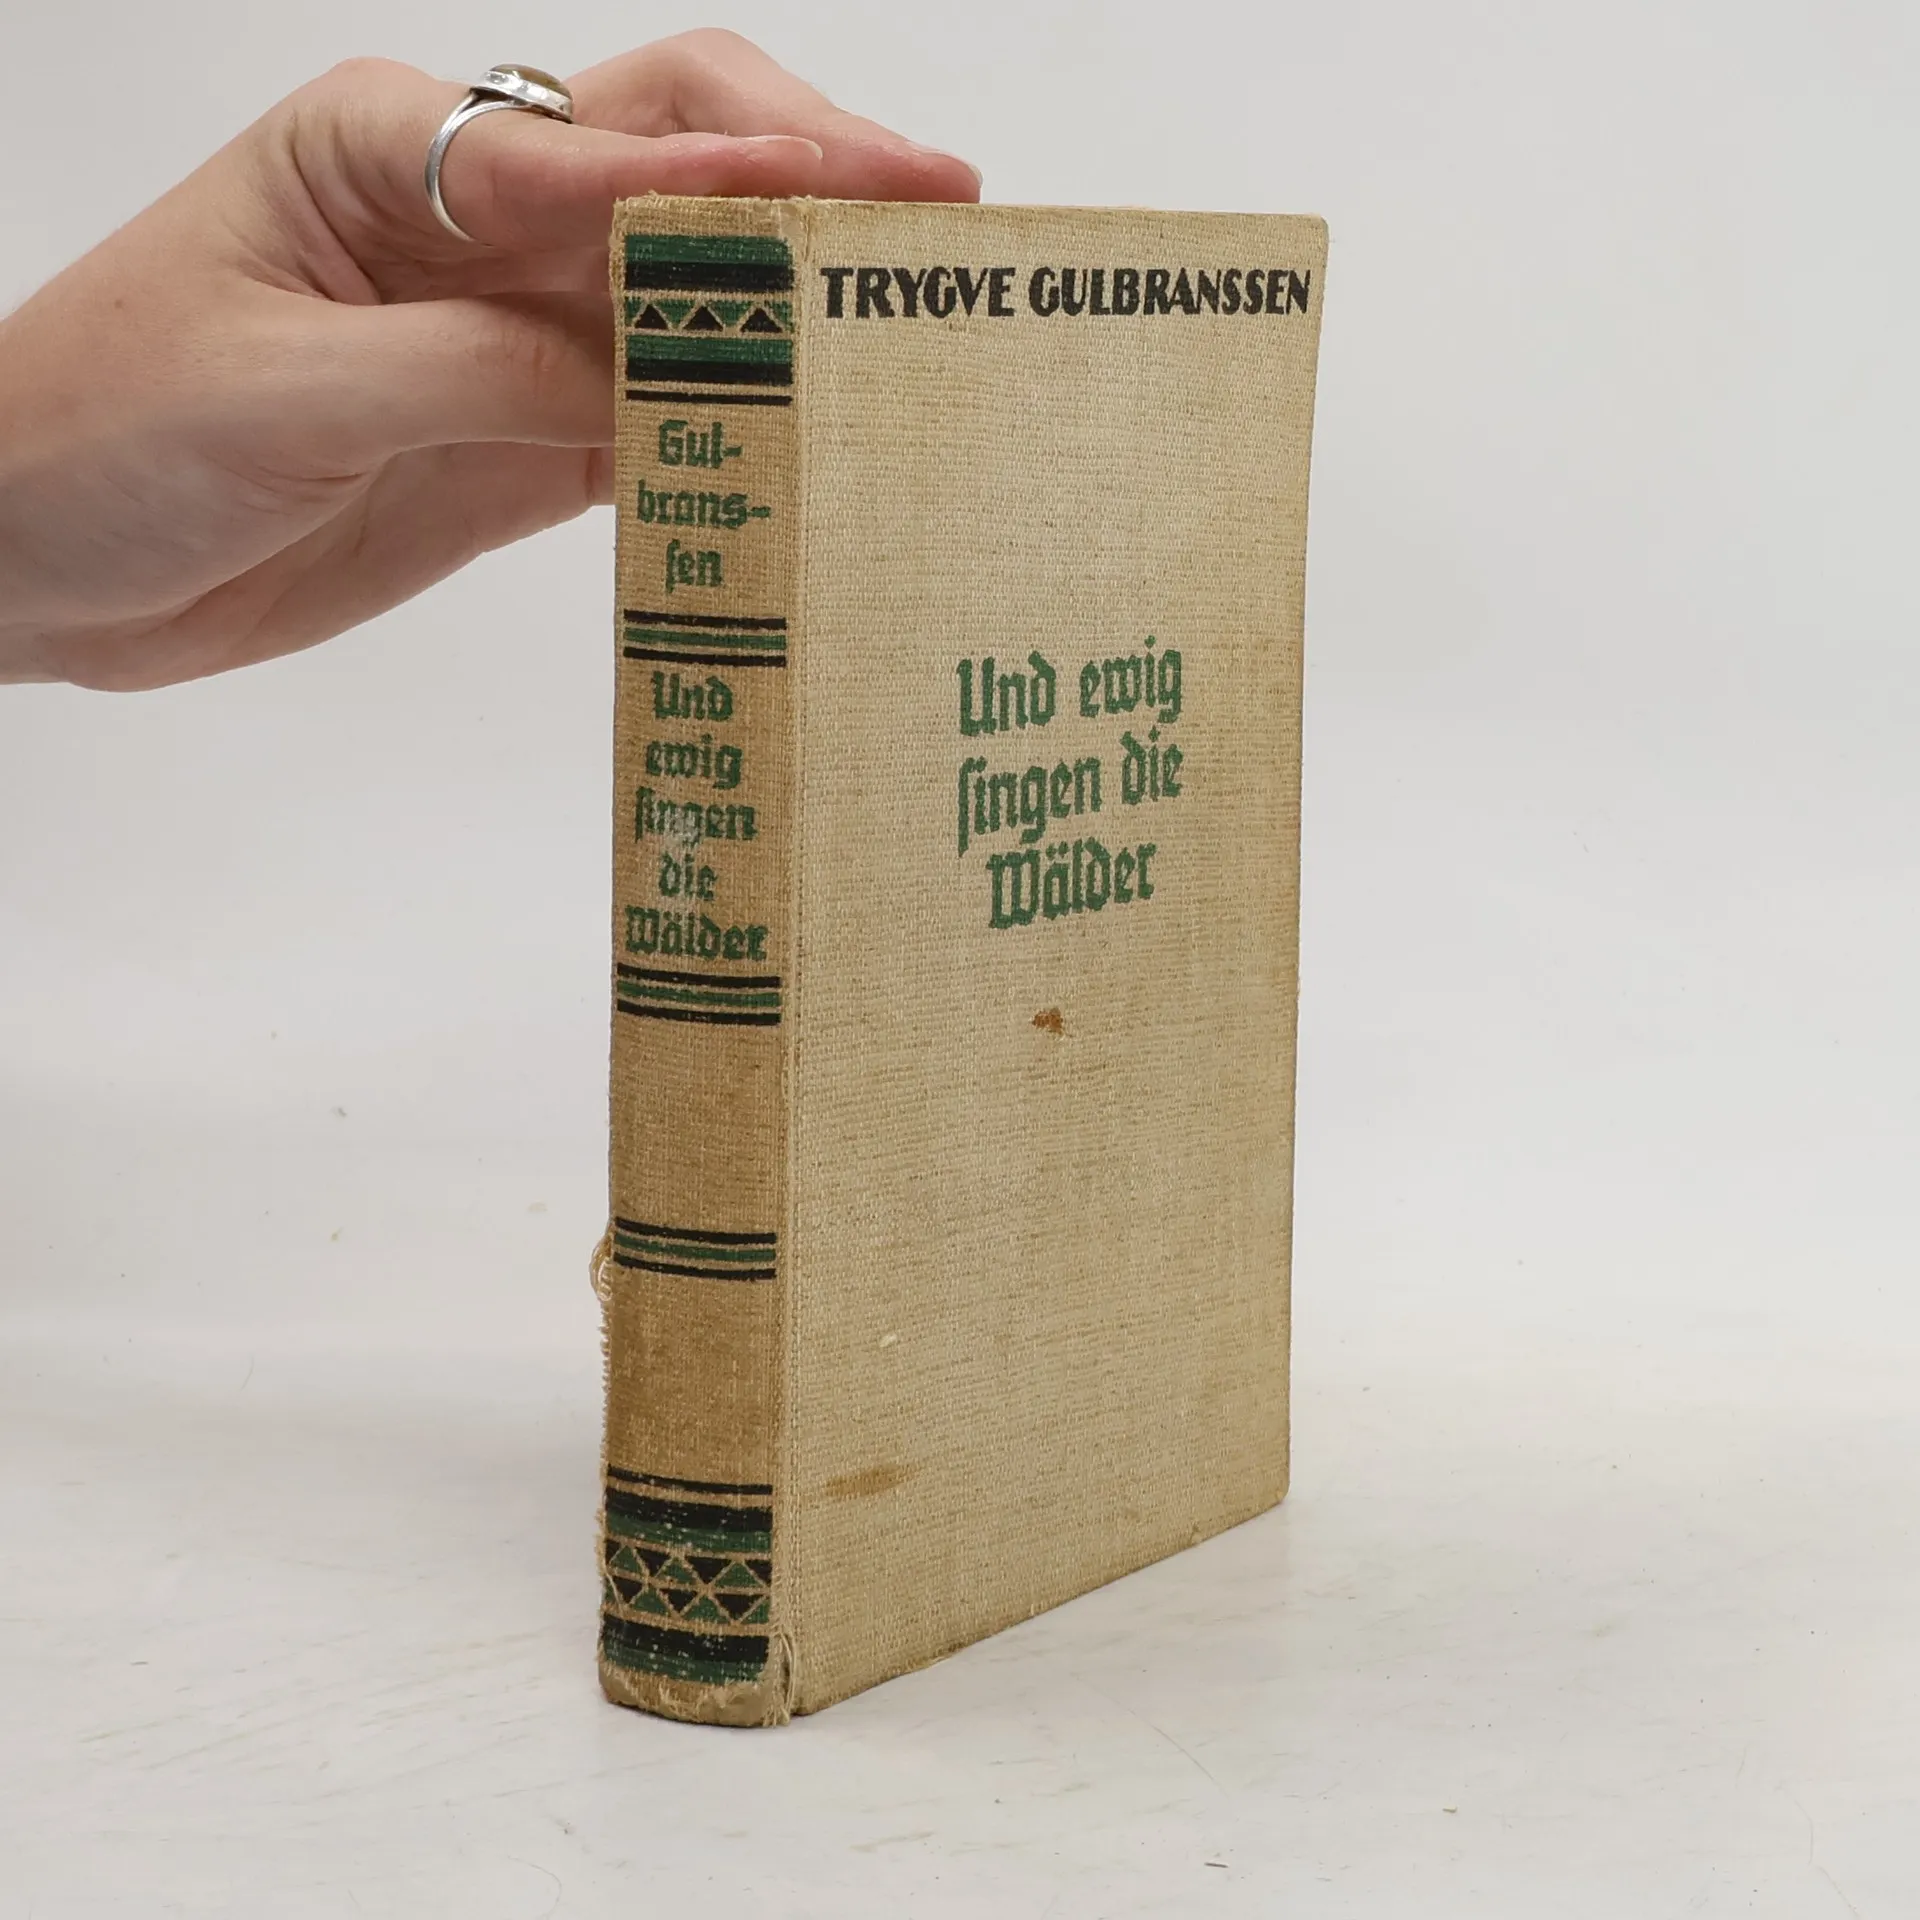 Gul-
brans-
ſen
Und
ewig
ſingen
die
Wälder
TRYGVE GULBRANSSEN
Und ewig
ſingen die
Wälder